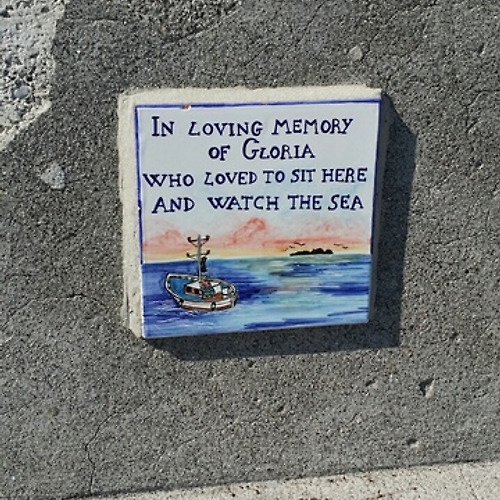 IN LOVING MEMORY
OF GLORIA
WHO LOVED TO SIT HERE
AND WATCH THE SEA